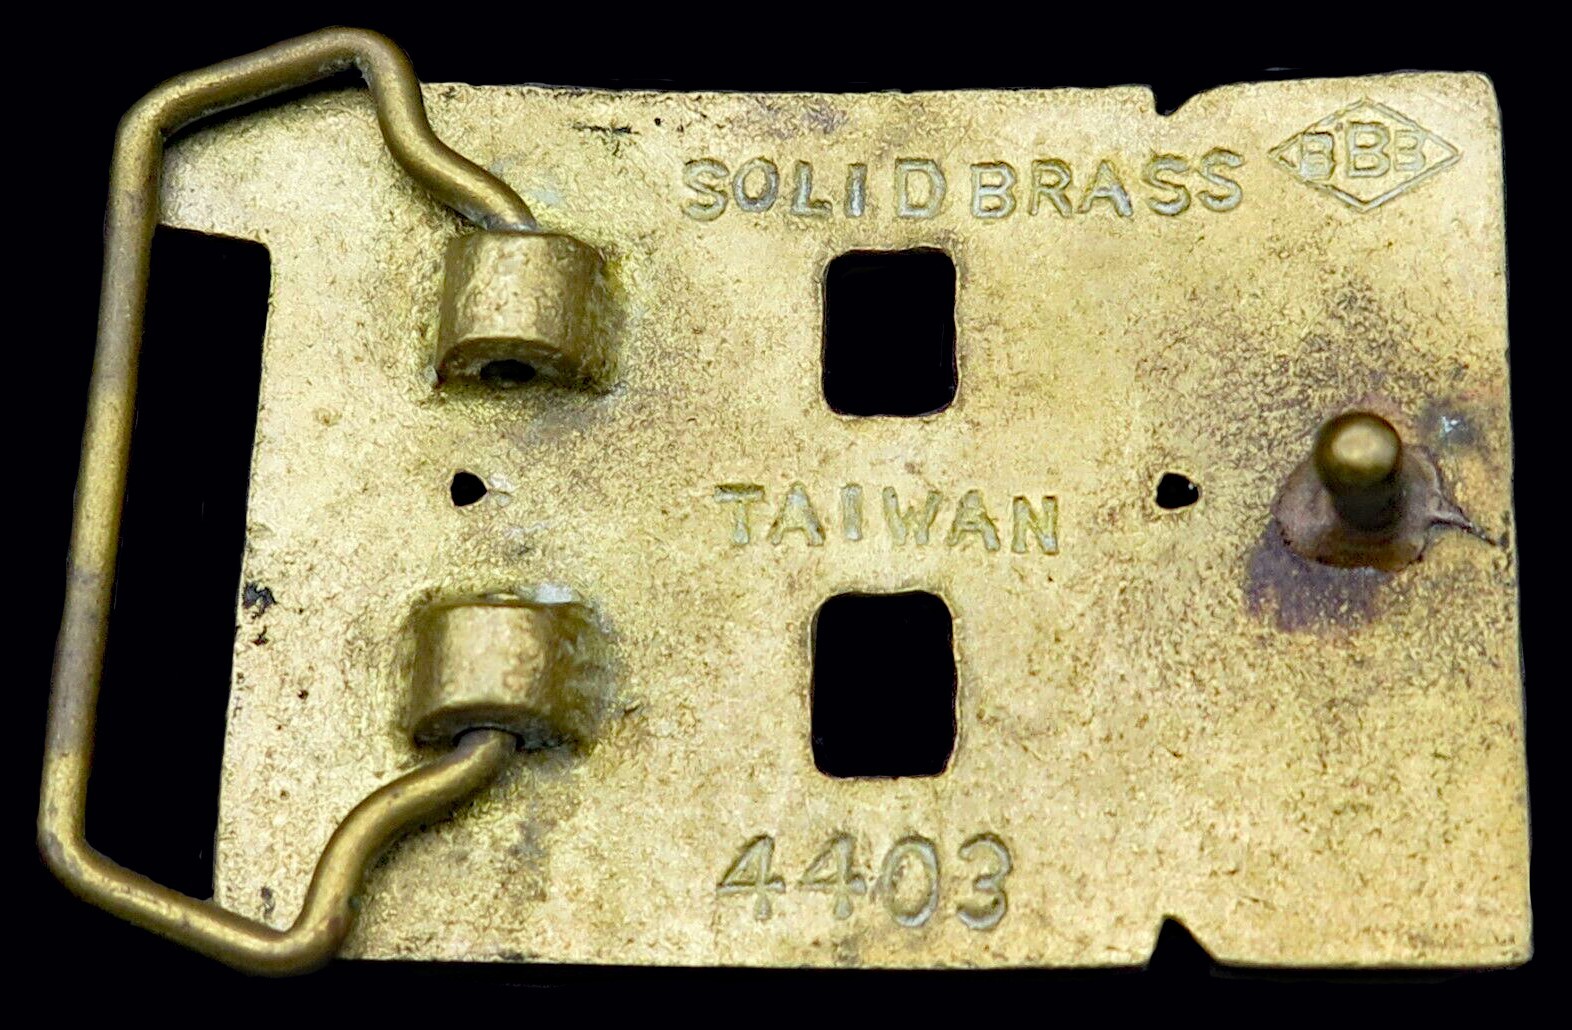 SOLID BRASS BBB
TAIWAN
4403